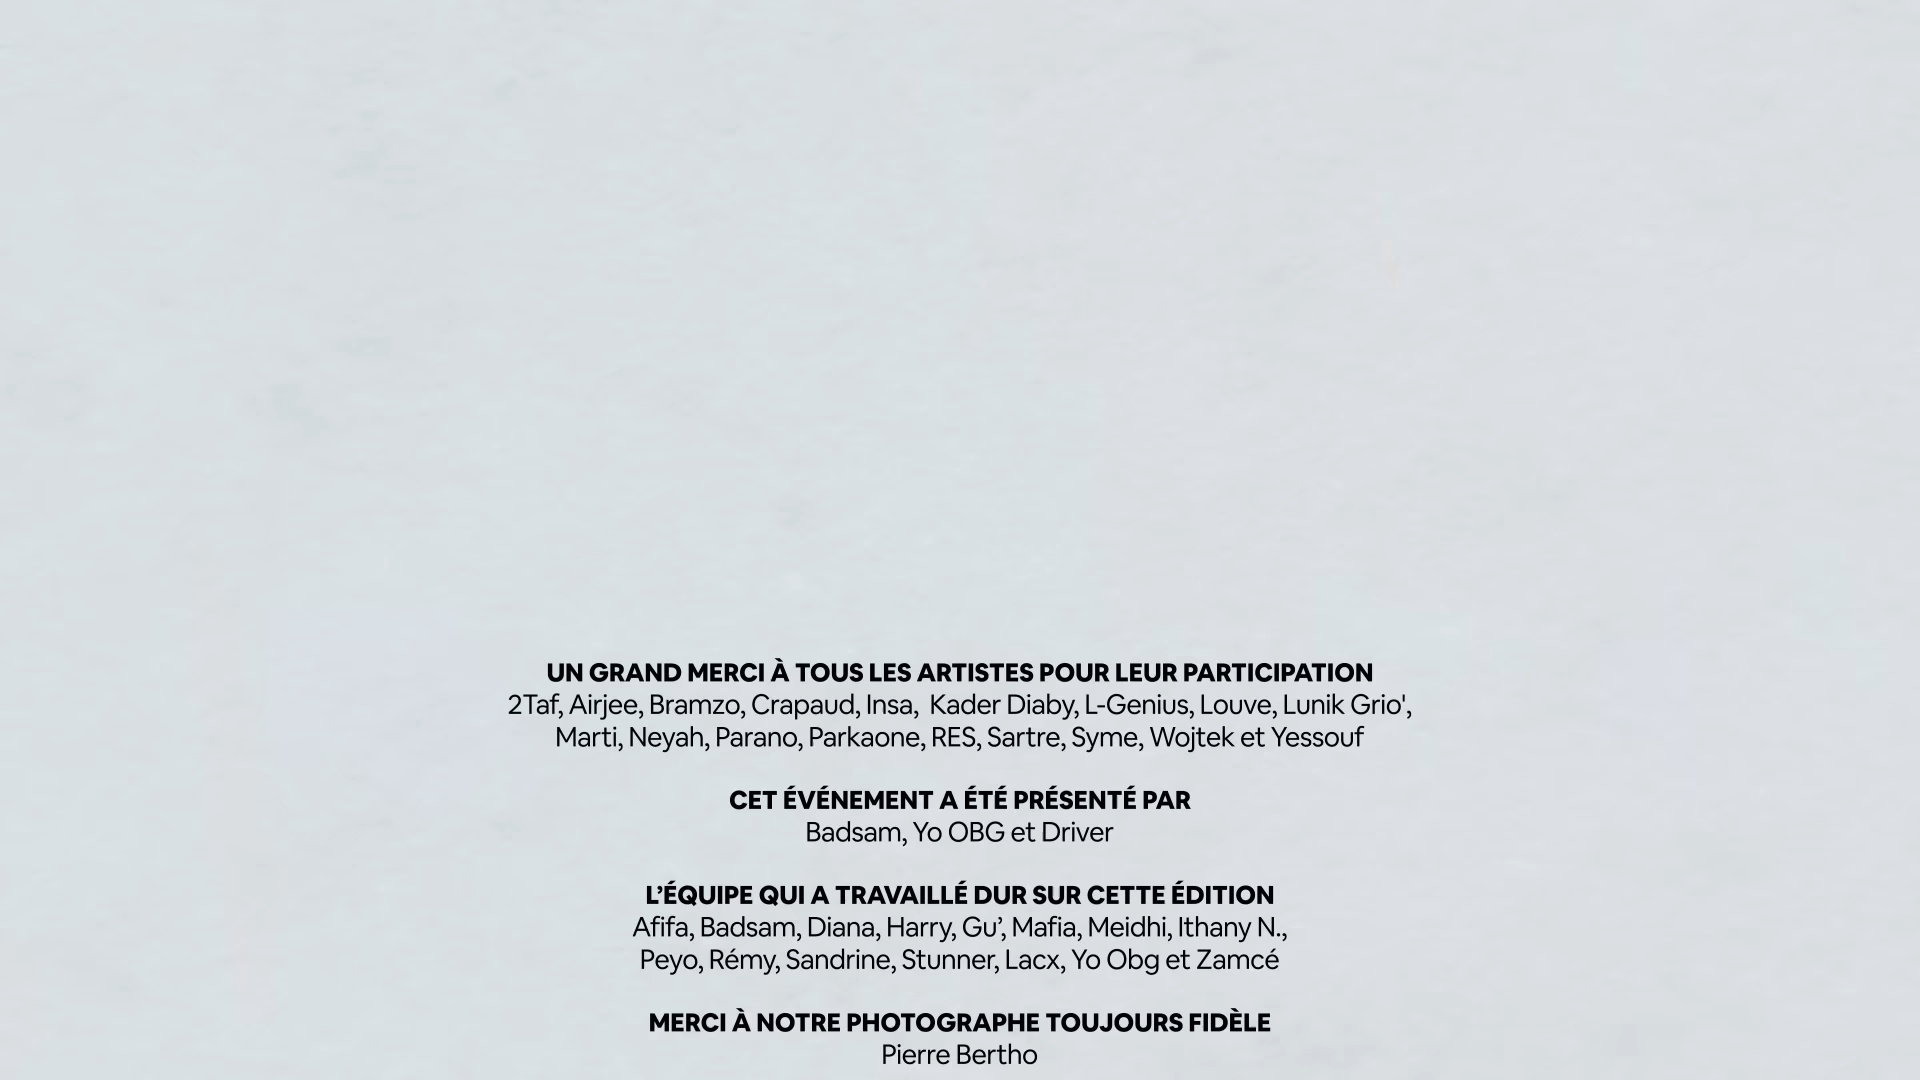 UN GRAND MERCI À TOUS LES ARTISTES POUR LEUR PARTICIPATION
2Taf, Airjee, Bramzo, Crapaud, Insa,  Kader Diaby, L-Genius, Louve, Lunik Grio',
Marti, Neyah, Parano, Parkaone, RES, Sartre, Syme, Wojtek et Yessouf
CET ÉVÉNEMENT A ÉTÉ PRÉSENTÉ PAR
Badsam, Yo OBG et Driver
L’ÉQUIPE QUI A TRAVAILLÉ DUR SUR CETTE ÉDITION
Afifa, Badsam, Diana, Harry, Gu’, Mafia, Meidhi, Ithany N.,
Peyo, Rémy, Sandrine, Stunner, Lacx, Yo Obg et Zamcé
MERCI À NOTRE PHOTOGRAPHE TOUJOURS FIDÈLE
Pierre Bertho